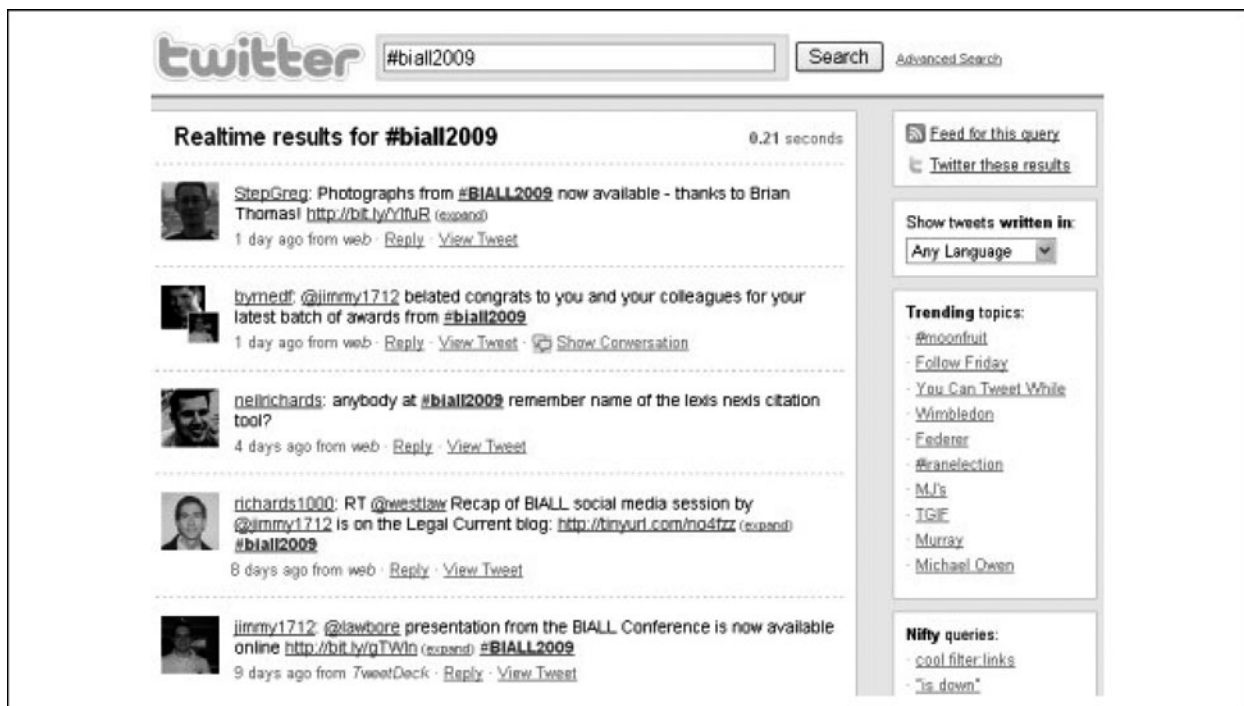 twitter
#biall2009
Search
Advanced Search
Realtime results for #biall2009
0.21 seconds
StepGreg: Photographs from #BIALL2009 now available - thanks to Brian
Thomas! http://bit.ly/YlfuR (expand)
1 day ago from web · Reply · View Tweet
byrnedf: @jimmy1712 belated congrats to you and your colleagues for your
latest batch of awards from #biall2009
1 day ago from web · Reply · View Tweet · Show Conversation
neilrichards: anybody at #biall2009 remember name of the lexis nexis citation
tool?
4 days ago from web · Reply · View Tweet
richards1000: RT @westlaw Recap of BIALL social media session by
@jimmy1712 is on the Legal Current blog: http://tinyurl.com/no4fzz (expand)
#biall2009
8 days ago from web · Reply · View Tweet
jimmy1712: @lawbore presentation from the BIALL Conference is now available
online http://bit.ly/gTWln (expand) #BIALL2009
9 days ago from TweetDeck · Reply · View Tweet
Feed for this query
Twitter these results
Show tweets written in:
Any Language
Trending topics:
· #moonfruit
· Follow Friday
· You Can Tweet While
· Wimbledon
· Federer
· #iranelection
· MJ's
· TGIF
· Murray
· Michael Owen
Nifty queries:
· cool filter:links
· "is down"